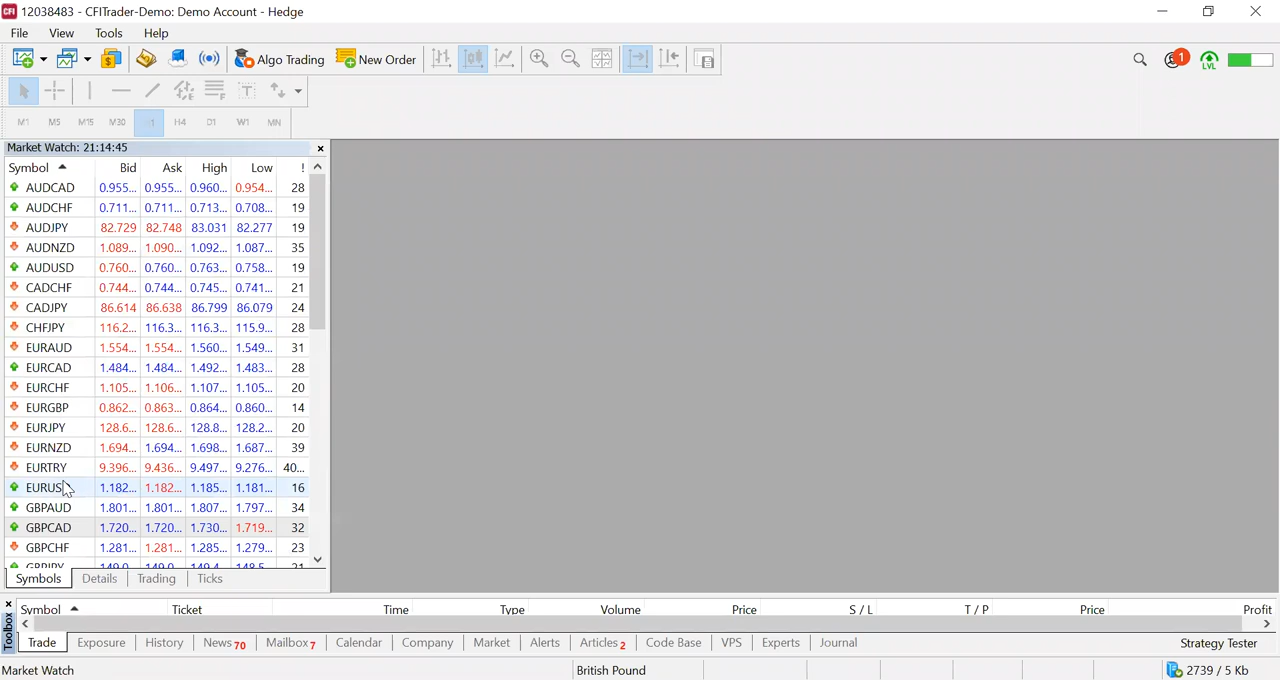 CFI 12038483 - CFITrader-Demo: Demo Account - Hedge
File View Tools Help
Algo Trading New Order 1 LVL
T
M1 M5 M15 M30 H4 D1 W1 MN
Market Watch: 21:14:45
Symbol Bid Ask High Low !
AUDCAD 0.955... 0.955... 0.960... 0.954... 28
AUDCHF 0.711... 0.711... 0.713... 0.708... 19
AUDJPY 82.729 82.748 83.031 82.277 19
AUDNZD 1.089... 1.090... 1.092... 1.087... 35
AUDUSD 0.760... 0.760... 0.763... 0.758... 19
CADCHF 0.744... 0.744... 0.745... 0.741... 21
CADJPY 86.614 86.638 86.799 86.079 24
CHFJPY 116.2... 116.3... 116.3... 115.9... 28
EURAUD 1.554... 1.554... 1.560... 1.549... 31
EURCAD 1.484... 1.484... 1.492... 1.483... 28
EURCHF 1.105... 1.106... 1.107... 1.105... 20
EURGBP 0.862... 0.863... 0.864... 0.860... 14
EURJPY 128.6... 128.6... 128.8... 128.2... 20
EURNZD 1.694... 1.694... 1.698... 1.687... 39
EURTRY 9.396... 9.436... 9.497... 9.276... 40...
EURUS 1.182... 1.182... 1.185... 1.181... 16
GBPAUD 1.801... 1.801... 1.807... 1.797... 34
GBPCAD 1.720... 1.720... 1.730... 1.719... 32
GBPCHF 1.281... 1.281... 1.285... 1.279... 23
Symbols Details Trading Ticks
Symbol Ticket Time Type Volume Price S / L T / P Price Profit
Toolbox
Trade Exposure History News 70 Mailbox 7 Calendar Company Market Alerts Articles 2 Code Base VPS Experts Journal Strategy Tester
Market Watch British Pound 2739 / 5 Kb